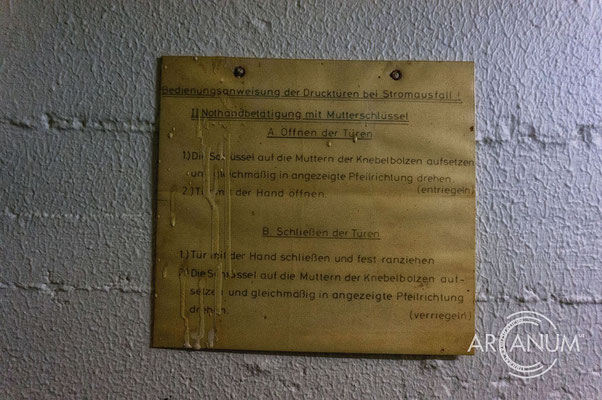 Bedienungsanweisung der Drucktüren bei Stromausfall !
II) Nothandbetätigung mit Mutterschlüssel
A. Öffnen der Türen
1.) Die Schlüssel auf die Muttern der Knebelbolzen aufsetzen
und gleichmäßig in angezeigte Pfeilrichtung drehen.
(entriegeln)
2.) Tür mit der Hand öffnen.
B. Schließen der Türen
1.) Tür mit der Hand schließen und fest ranziehen
2.) Die Schlüssel auf die Muttern der Knebelbolzen auf-
setzen und gleichmäßig in angezeigte Pfeilrichtung
drehen.
(verriegeln)
ARCANUM